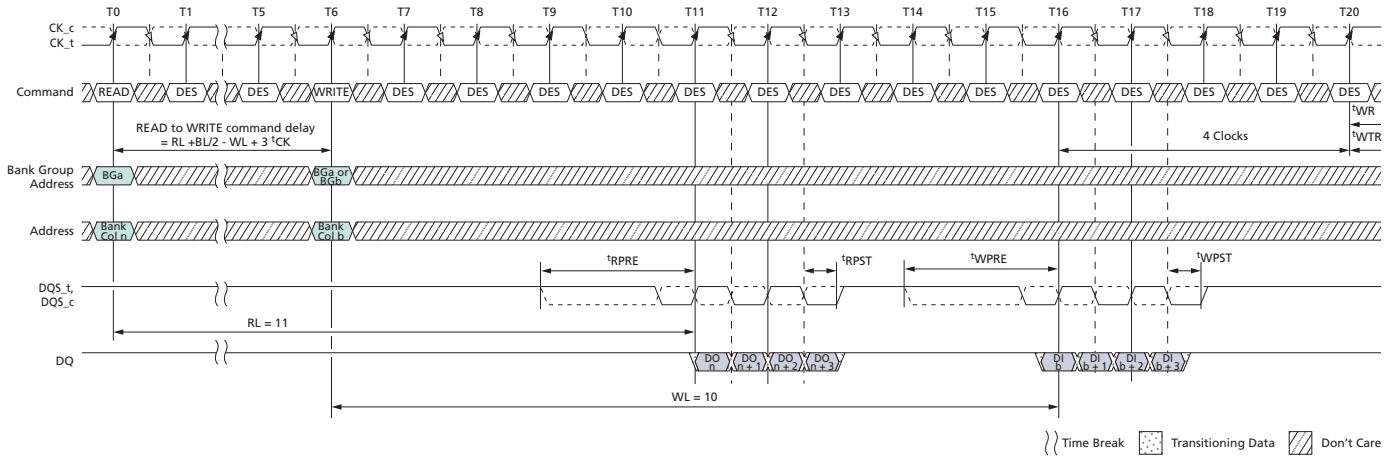 T0 T1 T5 T6 T7 T8 T9 T10 T11 T12 T13 T14 T15 T16 T17 T18 T19 T20
CK_c
CK_t
Command READ DES DES WRITE DES DES DES DES DES DES DES DES DES DES DES DES DES DES
tWR
READ to WRITE command delay
= RL +BL/2 - WL + 3 tCK
4 Clocks
tWTR
Bank Group
Address
BGa
BGa or
BGb
Address
Bank
Col n
Bank
Col b
tRPRE tRPST tWPRE tWPST
DQS_t,
DQS_c
RL = 11
DQ
DO
n
DO
n + 1
DO
n + 2
DO
n + 3
DI
b
DI
b + 1
DI
b + 2
DI
b + 3
WL = 10
Time Break Transitioning Data Don't Care